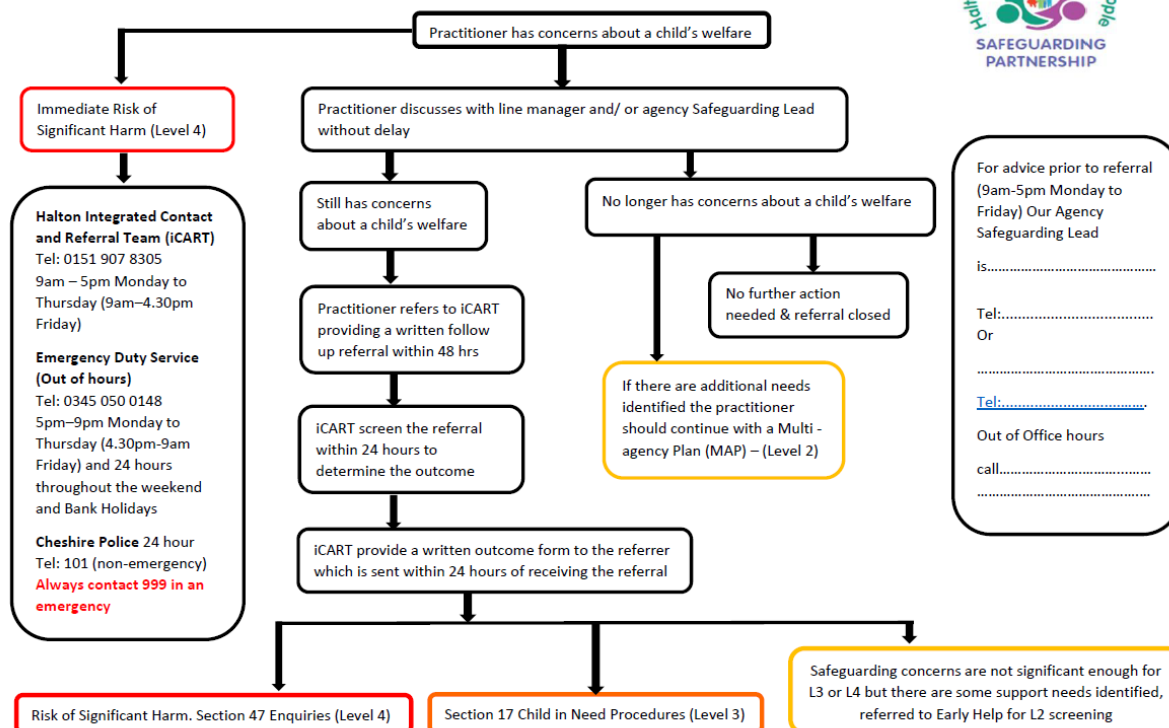 Practitioner has concerns about a child's welfare
SAFEGUARDING
PARTNERSHIP
Immediate Risk of
Significant Harm (Level 4)
Practitioner discusses with line manager and/ or agency Safeguarding Lead
without delay
Halton Integrated Contact
and Referral Team (iCART)
Tel: 0151 907 8305
9am – 5pm Monday to
Thursday (9am–4.30pm
Friday)
Emergency Duty Service
(Out of hours)
Tel: 0345 050 0148
5pm–9pm Monday to
Thursday (4.30pm-9am
Friday) and 24 hours
throughout the weekend
and Bank Holidays
Cheshire Police 24 hour
Tel: 101 (non-emergency)
Always contact 999 in an
emergency
Still has concerns
about a child's welfare
No longer has concerns about a child's welfare
Practitioner refers to iCART
providing a written follow
up referral within 48 hrs
No further action
needed & referral closed
If there are additional needs
identified the practitioner
should continue with a Multi -
agency Plan (MAP) – (Level 2)
iCART screen the referral
within 24 hours to
determine the outcome
iCART provide a written outcome form to the referrer
which is sent within 24 hours of receiving the referral
For advice prior to referral
(9am-5pm Monday to
Friday) Our Agency
Safeguarding Lead
is……………………………………
Tel:...................................
Or
…………………………………….
Tel:……………………………….
Out of Office hours
call………………………………
…………………………………
Risk of Significant Harm. Section 47 Enquiries (Level 4)
Section 17 Child in Need Procedures (Level 3)
Safeguarding concerns are not significant enough for
L3 or L4 but there are some support needs identified,
referred to Early Help for L2 screening